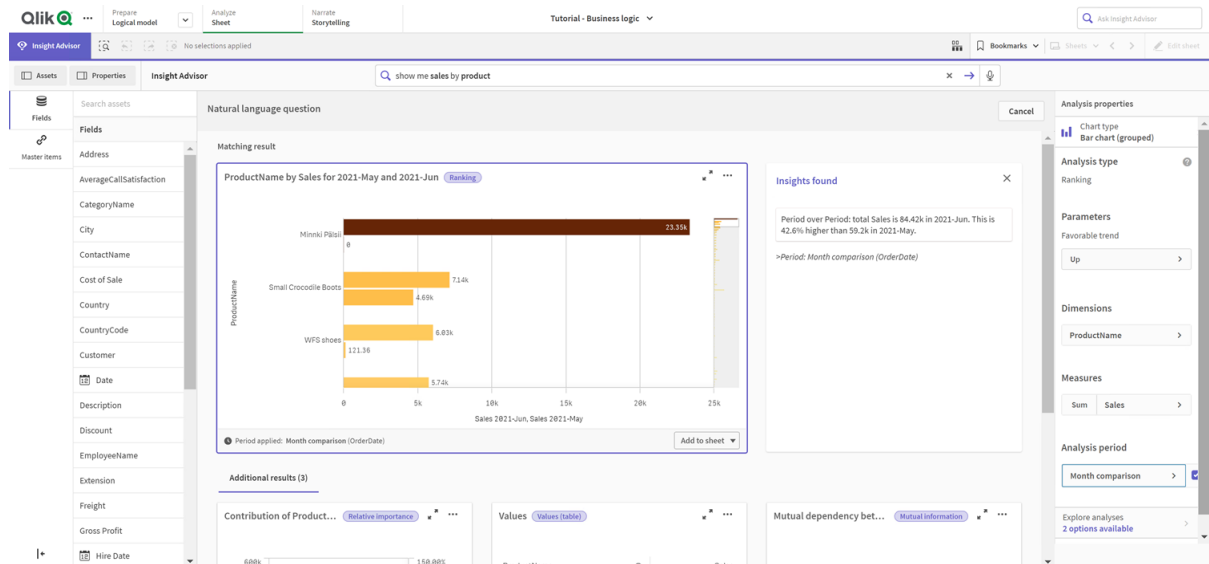 Qlik
Prepare
Logical model
Analyze
Sheet
Narrate
Storytelling
Tutorial - Business logic
Ask Insight Advisor
Insight Advisor
No selections applied
Bookmarks
Sheets
Edit sheet
Assets
Properties
Insight Advisor
show me sales by product
Fields
Master items
Search assets
Fields
Address
AverageCallSatisfaction
CategoryName
City
ContactName
Cost of Sale
Country
CountryCode
Customer
Date
Description
Discount
EmployeeName
Extension
Freight
Gross Profit
Hire Date
Natural language question
Cancel
Matching result
ProductName by Sales for 2021-May and 2021-Jun
Ranking
ProductName
Minnki Pälsii
23.35k
0
Small Crocodile Boots
7.14k
4.69k
WFS shoes
6.03k
121.36
5.74k
0
5k
10k
15k
20k
25k
Sales 2021-Jun, Sales 2021-May
Period applied: Month comparison (OrderDate)
Add to sheet
Insights found
Period over Period: total Sales is 84.42k in 2021-Jun. This is
42.6% higher than 59.2k in 2021-May.
>Period: Month comparison (OrderDate)
Additional results (3)
Contribution of Product...
Relative importance
600k
150.00%
Values
Values (table)
Mutual dependency bet...
Mutual information
Analysis properties
Chart type
Bar chart (grouped)
Analysis type
Ranking
Parameters
Favorable trend
Up
Dimensions
ProductName
Measures
Sum
Sales
Analysis period
Month comparison
Explore analyses
2 options available